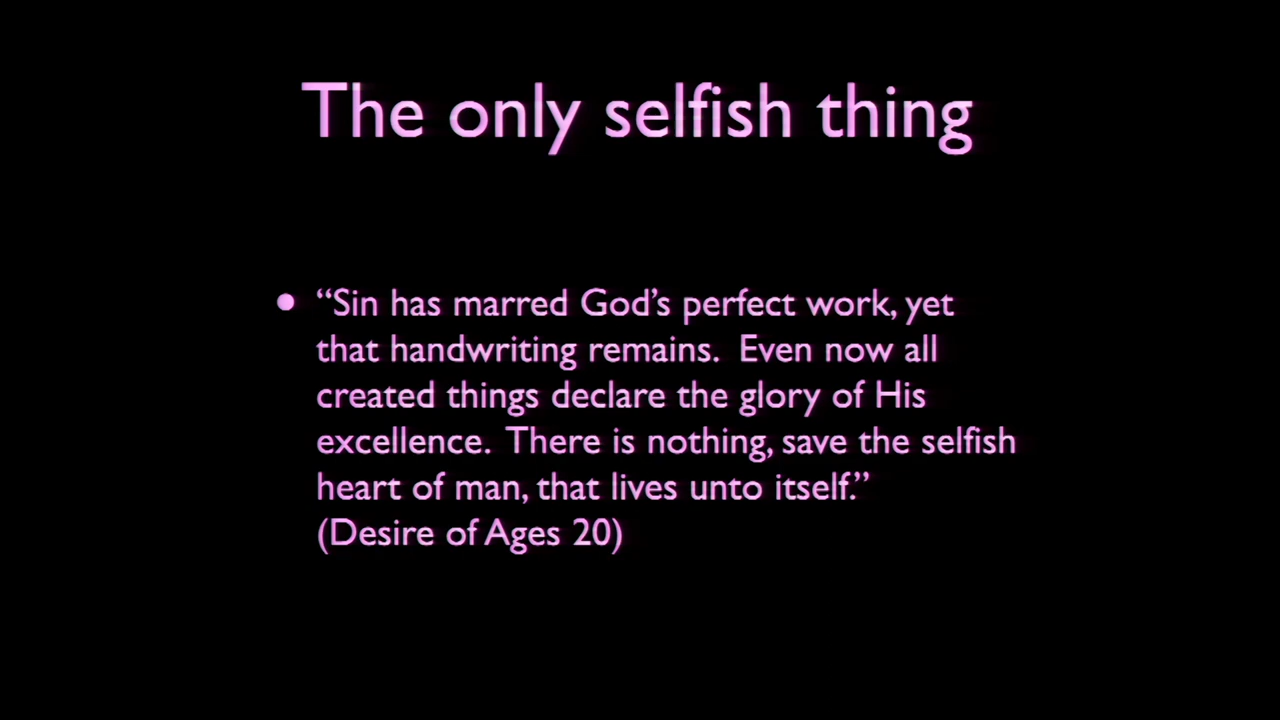 The only selfish thing
• “Sin has marred God’s perfect work, yet
that handwriting remains.  Even now all
created things declare the glory of His
excellence.  There is nothing, save the selfish
heart of man, that lives unto itself.”
(Desire of Ages 20)